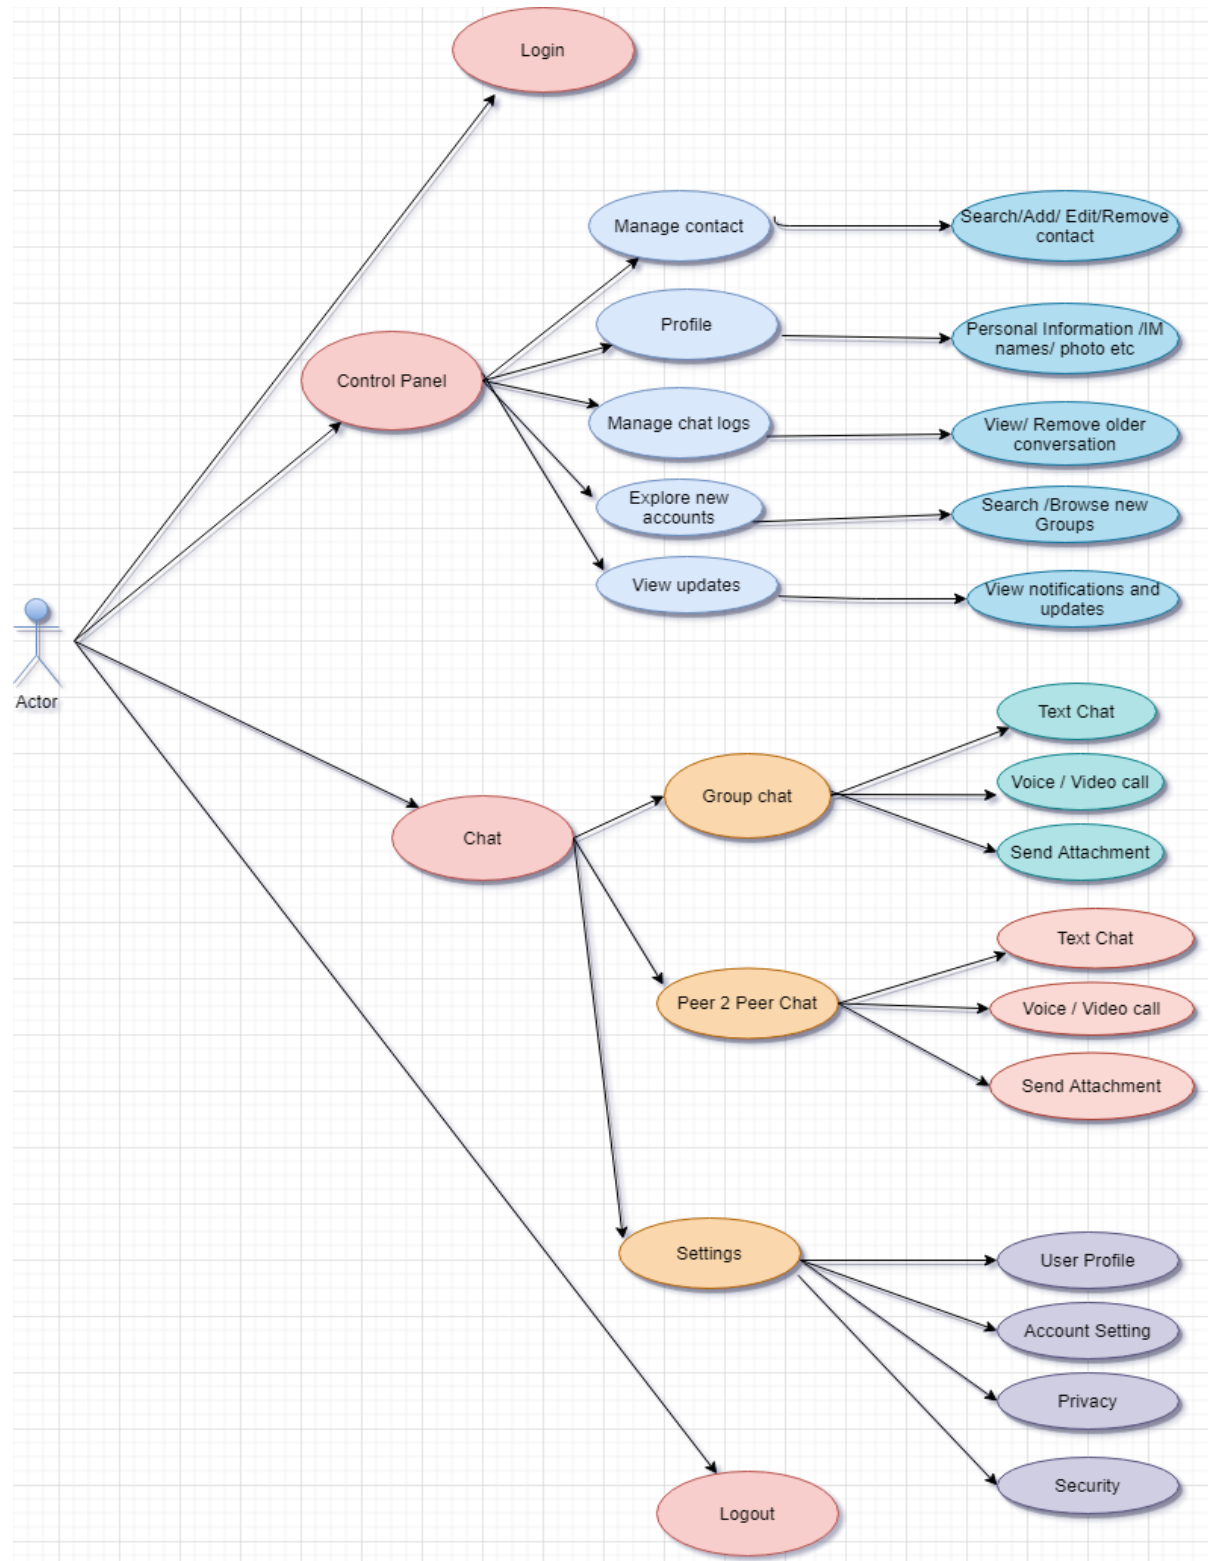 Login
Manage contact
Search/Add/ Edit/Remove
contact
Profile
Personal Information /IM
names/ photo etc
Control Panel
Manage chat logs
View/ Remove older
conversation
Explore new
accounts
Search /Browse new
Groups
View updates
View notifications and
updates
Actor
Text Chat
Group chat
Voice / Video call
Chat
Send Attachment
Text Chat
Peer 2 Peer Chat
Voice / Video call
Send Attachment
Settings
User Profile
Account Setting
Privacy
Security
Logout